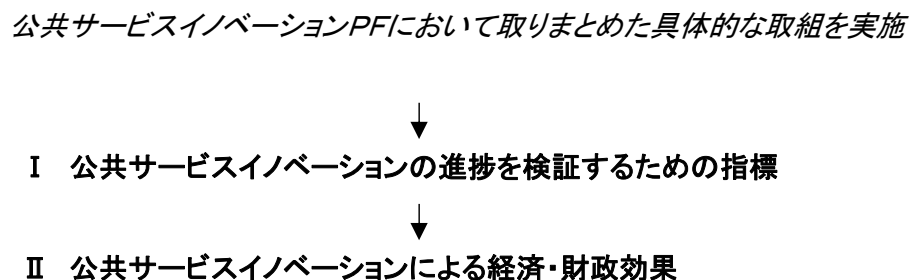 公共サービスイノベーションPFにおいて取りまとめた具体的な取組を実施
Ⅰ　公共サービスイノベーションの進捗を検証するための指標
Ⅱ　公共サービスイノベーションによる経済・財政効果